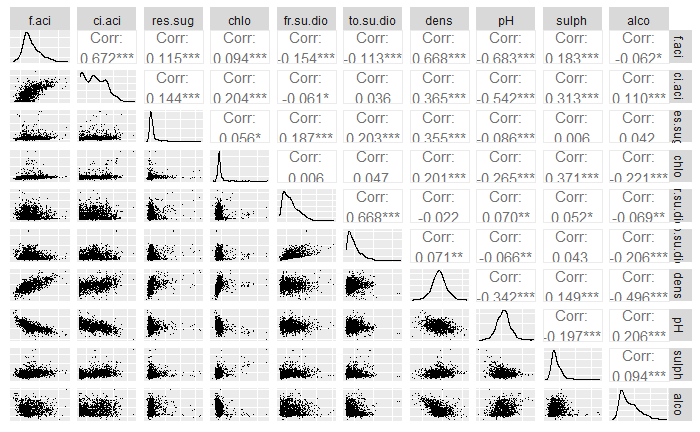 f.aci ci.aci res.sug chlo fr.su.dio to.su.dio dens pH sulph alco
Corr: Corr: Corr: Corr: Corr: Corr: Corr: Corr: Corr: f.aci
0.672*** 0.115*** 0.094*** -0.154*** -0.113*** 0.668*** -0.683*** 0.183*** -0.062*
Corr: Corr: Corr: Corr: Corr: Corr: Corr: Corr: ci.aci
0.144*** 0.204*** -0.061* 0.036 0.365*** -0.542*** 0.313*** 0.110***
Corr: Corr: Corr: Corr: Corr: Corr: Corr: es.sug
0.056* 0.187*** 0.203*** 0.355*** -0.086*** 0.006 0.042
Corr: Corr: Corr: Corr: Corr: Corr: chlo
0.006 0.047 0.201*** -0.265*** 0.371*** -0.221***
Corr: Corr: Corr: Corr: Corr: r.su.dio
0.668*** -0.022 0.070** 0.052* -0.069**
Corr: Corr: Corr: Corr: o.su.di
0.071** -0.066** 0.043 -0.206***
Corr: Corr: Corr: dens
-0.342*** 0.149*** -0.496***
Corr: Corr: pH
-0.197*** 0.206***
Corr: sulph
0.094***
alco